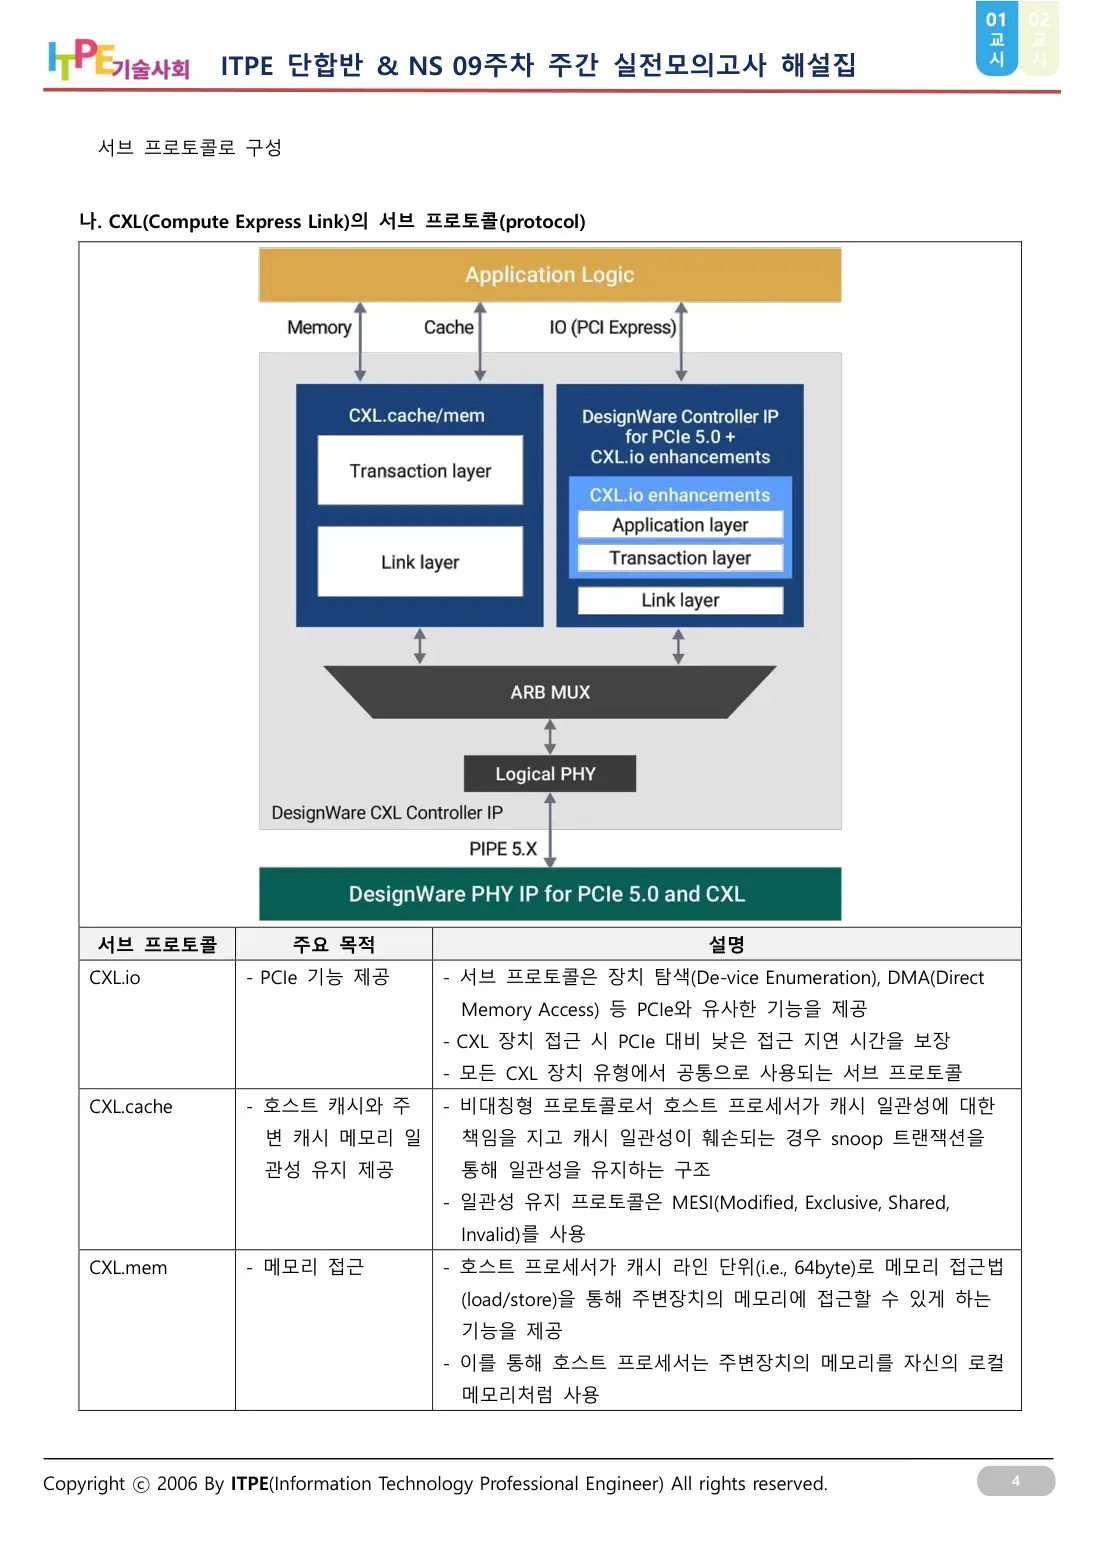 ITPE기술사회
ITPE 단합반 & NS 09주차 주간 실전모의고사 해설집
01
교
시
02
교
시
서브 프로토콜로 구성
나. CXL(Compute Express Link)의 서브 프로토콜(protocol)
Application Logic
Memory
Cache
IO (PCI Express)
CXL.cache/mem
Transaction layer
Link layer
DesignWare Controller IP
for PCIe 5.0 +
CXL.io enhancements
CXL.io enhancements
Application layer
Transaction layer
Link layer
ARB MUX
Logical PHY
DesignWare CXL Controller IP
PIPE 5.X
DesignWare PHY IP for PCIe 5.0 and CXL
서브 프로토콜
주요 목적
설명
CXL.io
- PCIe 기능 제공
- 서브 프로토콜은 장치 탐색(De-vice Enumeration), DMA(Direct
Memory Access) 등 PCIe와 유사한 기능을 제공
- CXL 장치 접근 시 PCIe 대비 낮은 접근 지연 시간을 보장
- 모든 CXL 장치 유형에서 공통으로 사용되는 서브 프로토콜
CXL.cache
- 호스트 캐시와 주
변 캐시 메모리 일
관성 유지 제공
- 비대칭형 프로토콜로서 호스트 프로세서가 캐시 일관성에 대한
책임을 지고 캐시 일관성이 훼손되는 경우 snoop 트랜잭션을
통해 일관성을 유지하는 구조
- 일관성 유지 프로토콜은 MESI(Modified, Exclusive, Shared,
Invalid)를 사용
CXL.mem
- 메모리 접근
- 호스트 프로세서가 캐시 라인 단위(i.e., 64byte)로 메모리 접근법
(load/store)을 통해 주변장치의 메모리에 접근할 수 있게 하는
기능을 제공
- 이를 통해 호스트 프로세서는 주변장치의 메모리를 자신의 로컬
메모리처럼 사용
Copyright ⓒ 2006 By ITPE(Information Technology Professional Engineer) All rights reserved.
4